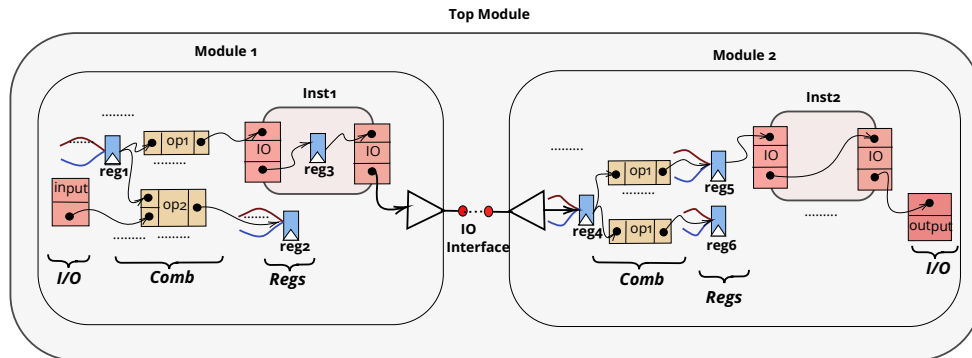 Top Module
Module 1
Module 2
Inst1
Inst2
.........
reg1
op1
IO
reg3
IO
input
op2
reg2
I/O
Comb
Regs
IO
Interface
op1
reg5
reg4
op1
reg6
Comb
Regs
IO
IO
output
I/O